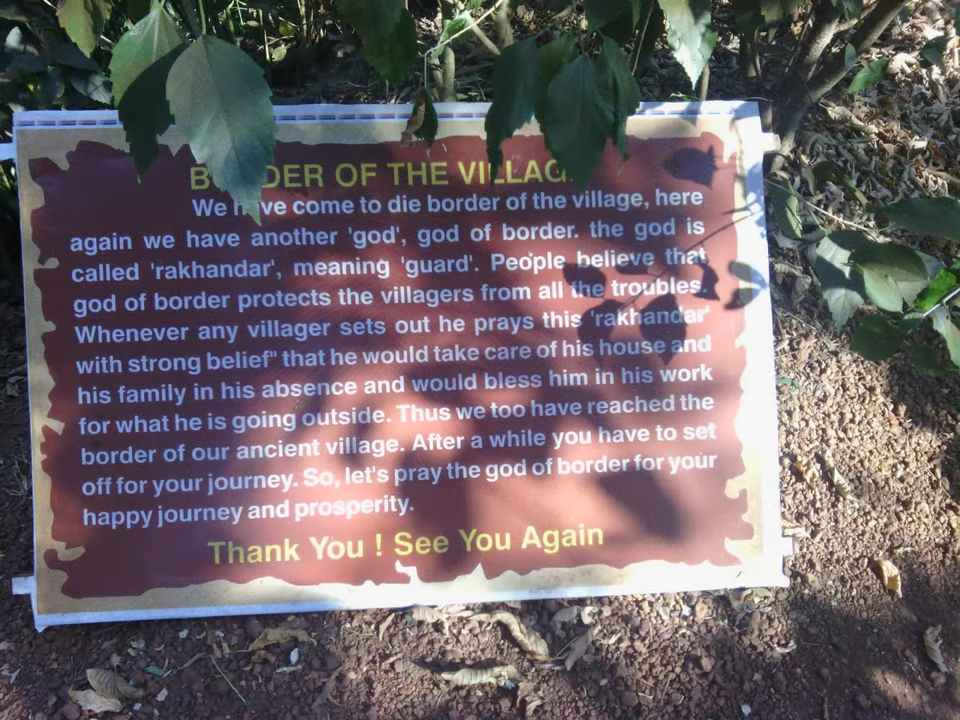 BORDER OF THE VILLAGE
We have come to die border of the village, here
again we have another 'god', god of border. the god is
called 'rakhandar', meaning 'guard'. People believe that
god of border protects the villagers from all the troubles.
Whenever any villager sets out he prays this 'rakhandar'
with strong belief" that he would take care of his house and
his family in his absence and would bless him in his work
for what he is going outside. Thus we too have reached the
border of our ancient village. After a while you have to set
off for your journey. So, let's pray the god of border for your
happy journey and prosperity.
Thank You ! See You Again